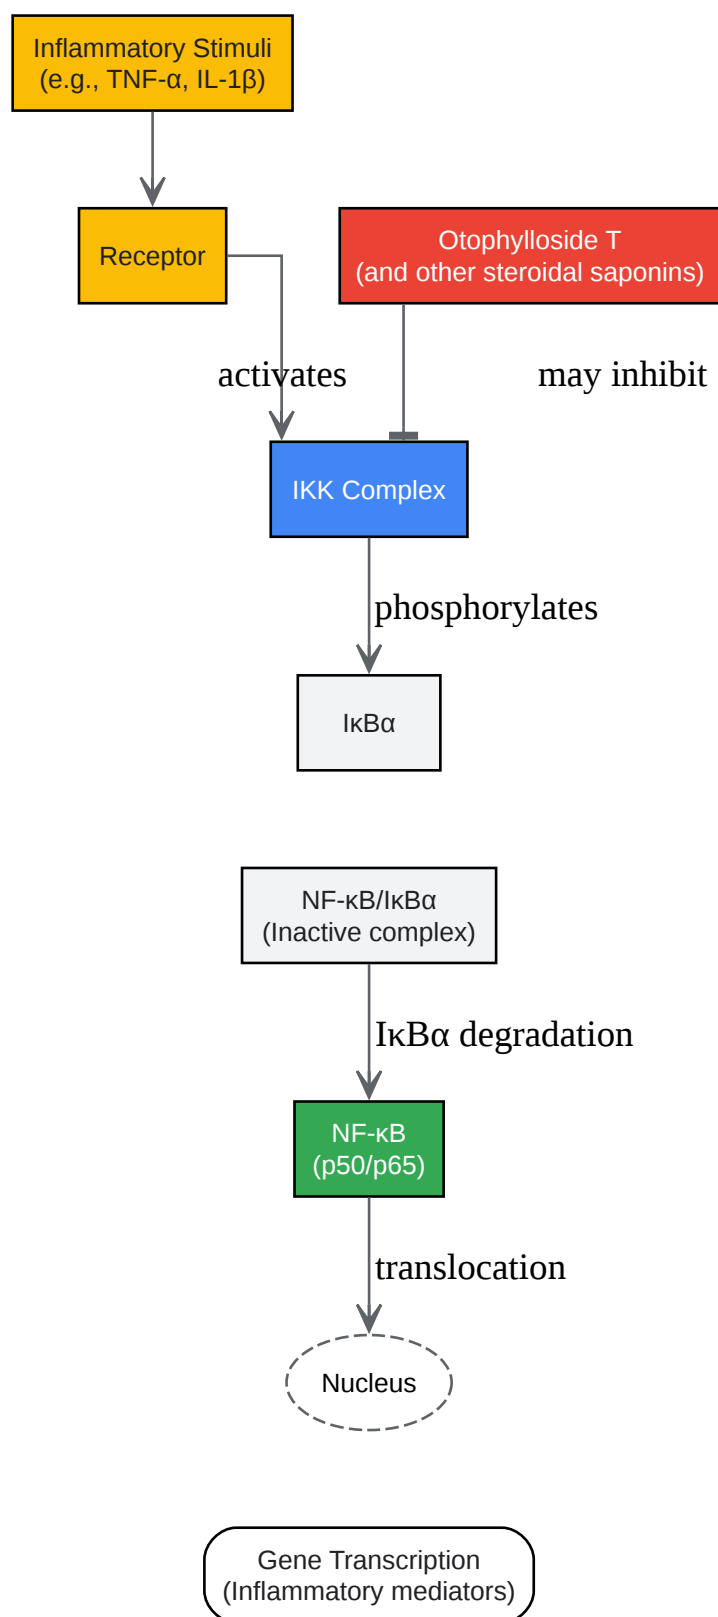 Inflammatory Stimuli
(e.g., TNF-α, IL-1β)
Receptor
Otophylloside T
(and other steroidal saponins)
activates
may inhibit
IKK Complex
phosphorylates
IκBα
NF-κB/IκBα
(Inactive complex)
IκBα degradation
NF-κB
(p50/p65)
translocation
Nucleus
Gene Transcription
(Inflammatory mediators)